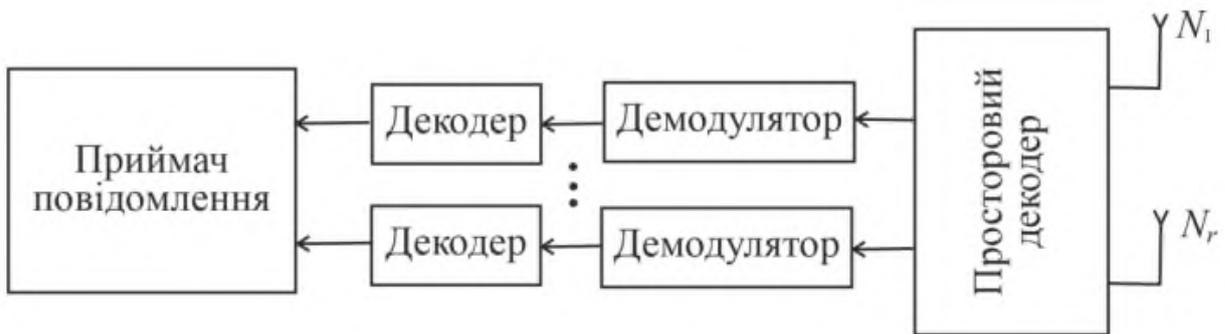 Приймач
повідомлення
Декодер
Демодулятор
Декодер
Демодулятор
Просторовий
декодер
N₁
Nᵣ